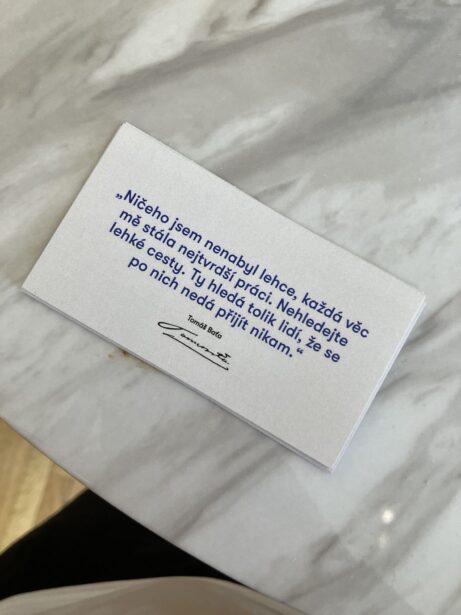 „Ničeho jsem nenabyl lehce, každá věc
mě stála nejtvrdší práci. Nehledejte
lehké cesty. Ty hledá tolik lidí, že se
po nich nedá přijít nikam.“
Tomáš Baťa